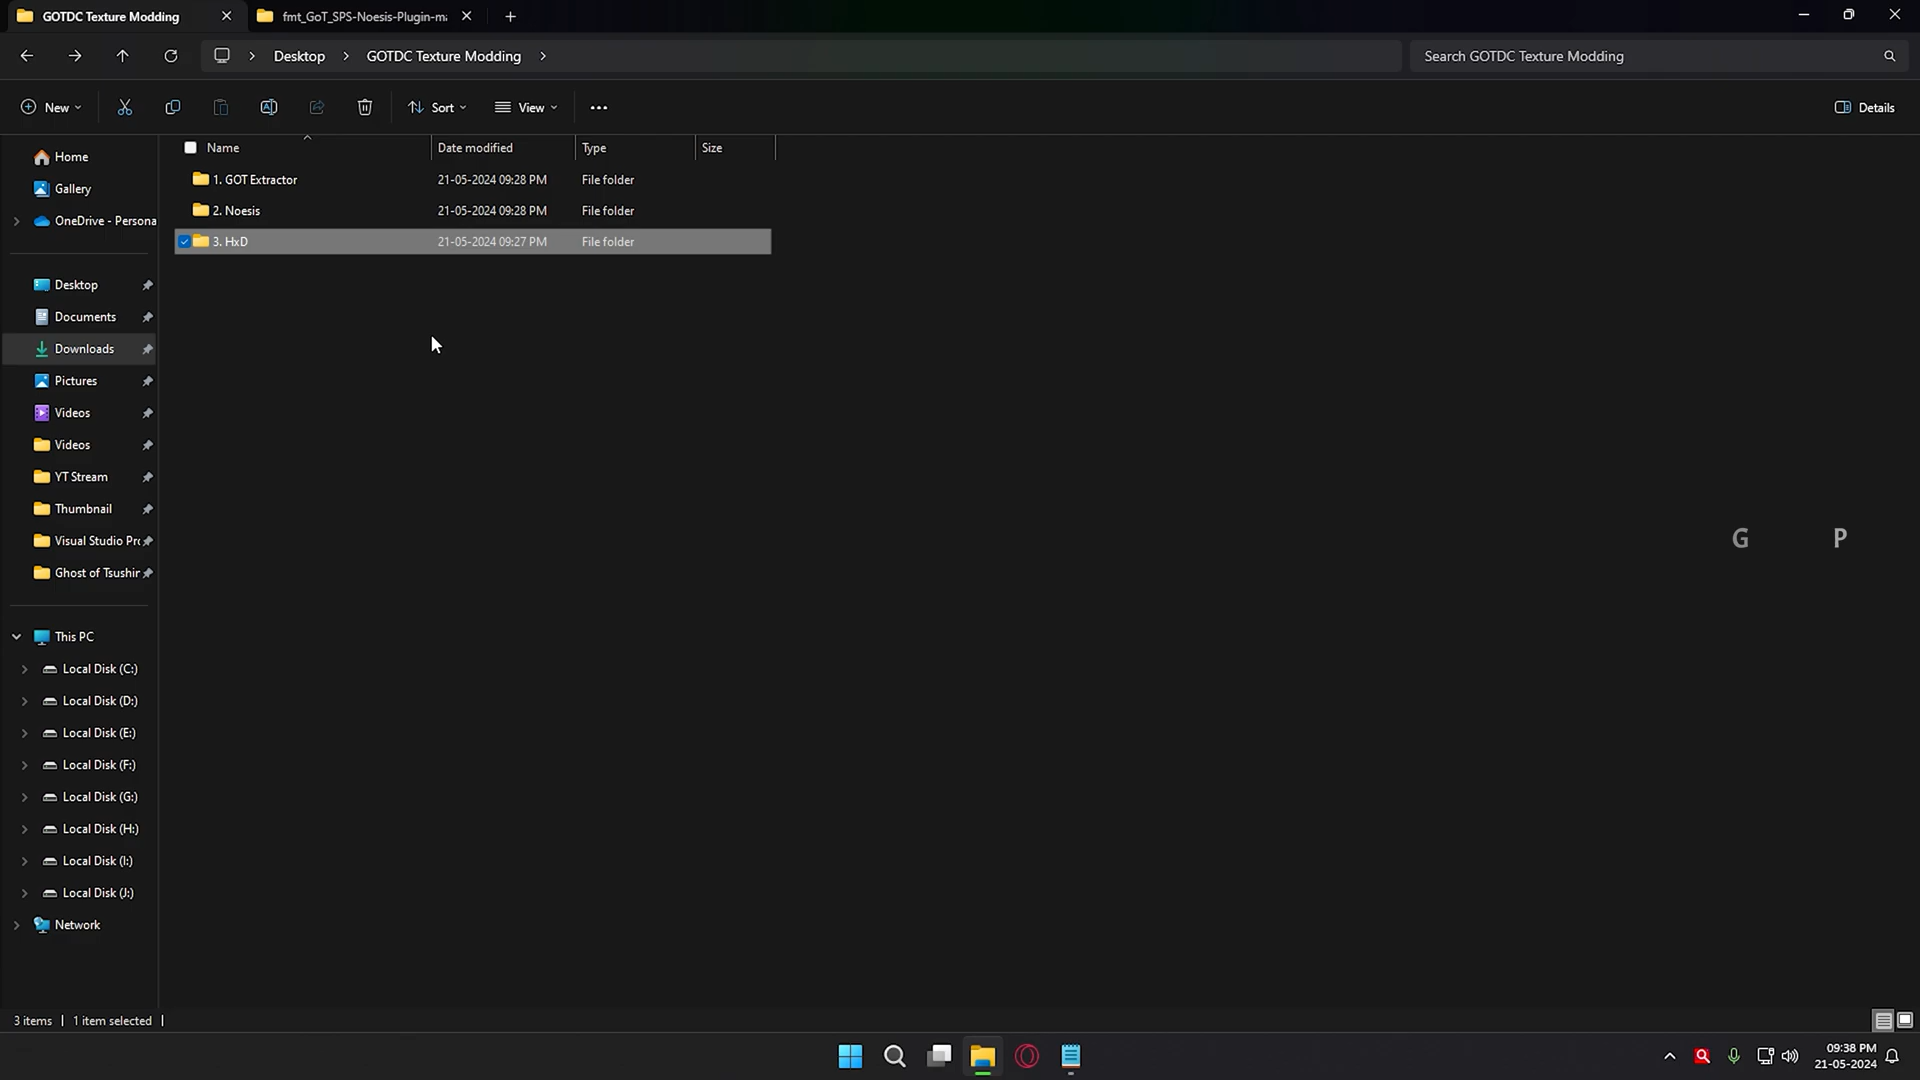 GOTDC Texture Modding
fmt_GoT_SPS-Noesis-Plugin-m
Desktop > GOTDC Texture Modding >
Search GOTDC Texture Modding
New
Sort
View
Details
Name Date modified Type Size
1. GOT Extractor 21-05-2024 09:28 PM File folder
2. Noesis 21-05-2024 09:28 PM File folder
3. HxD 21-05-2024 09:27 PM File folder
Home
Gallery
OneDrive - Persona
Desktop
Documents
Downloads
Pictures
Videos
Videos
YT Stream
Thumbnail
Visual Studio Pr
Ghost of Tsushir
This PC
Local Disk (C:)
Local Disk (D:)
Local Disk (E:)
Local Disk (F:)
Local Disk (G:)
Local Disk (H:)
Local Disk (I:)
Local Disk (J:)
Network
G P
3 items | 1 item selected |
09:38 PM
21-05-2024